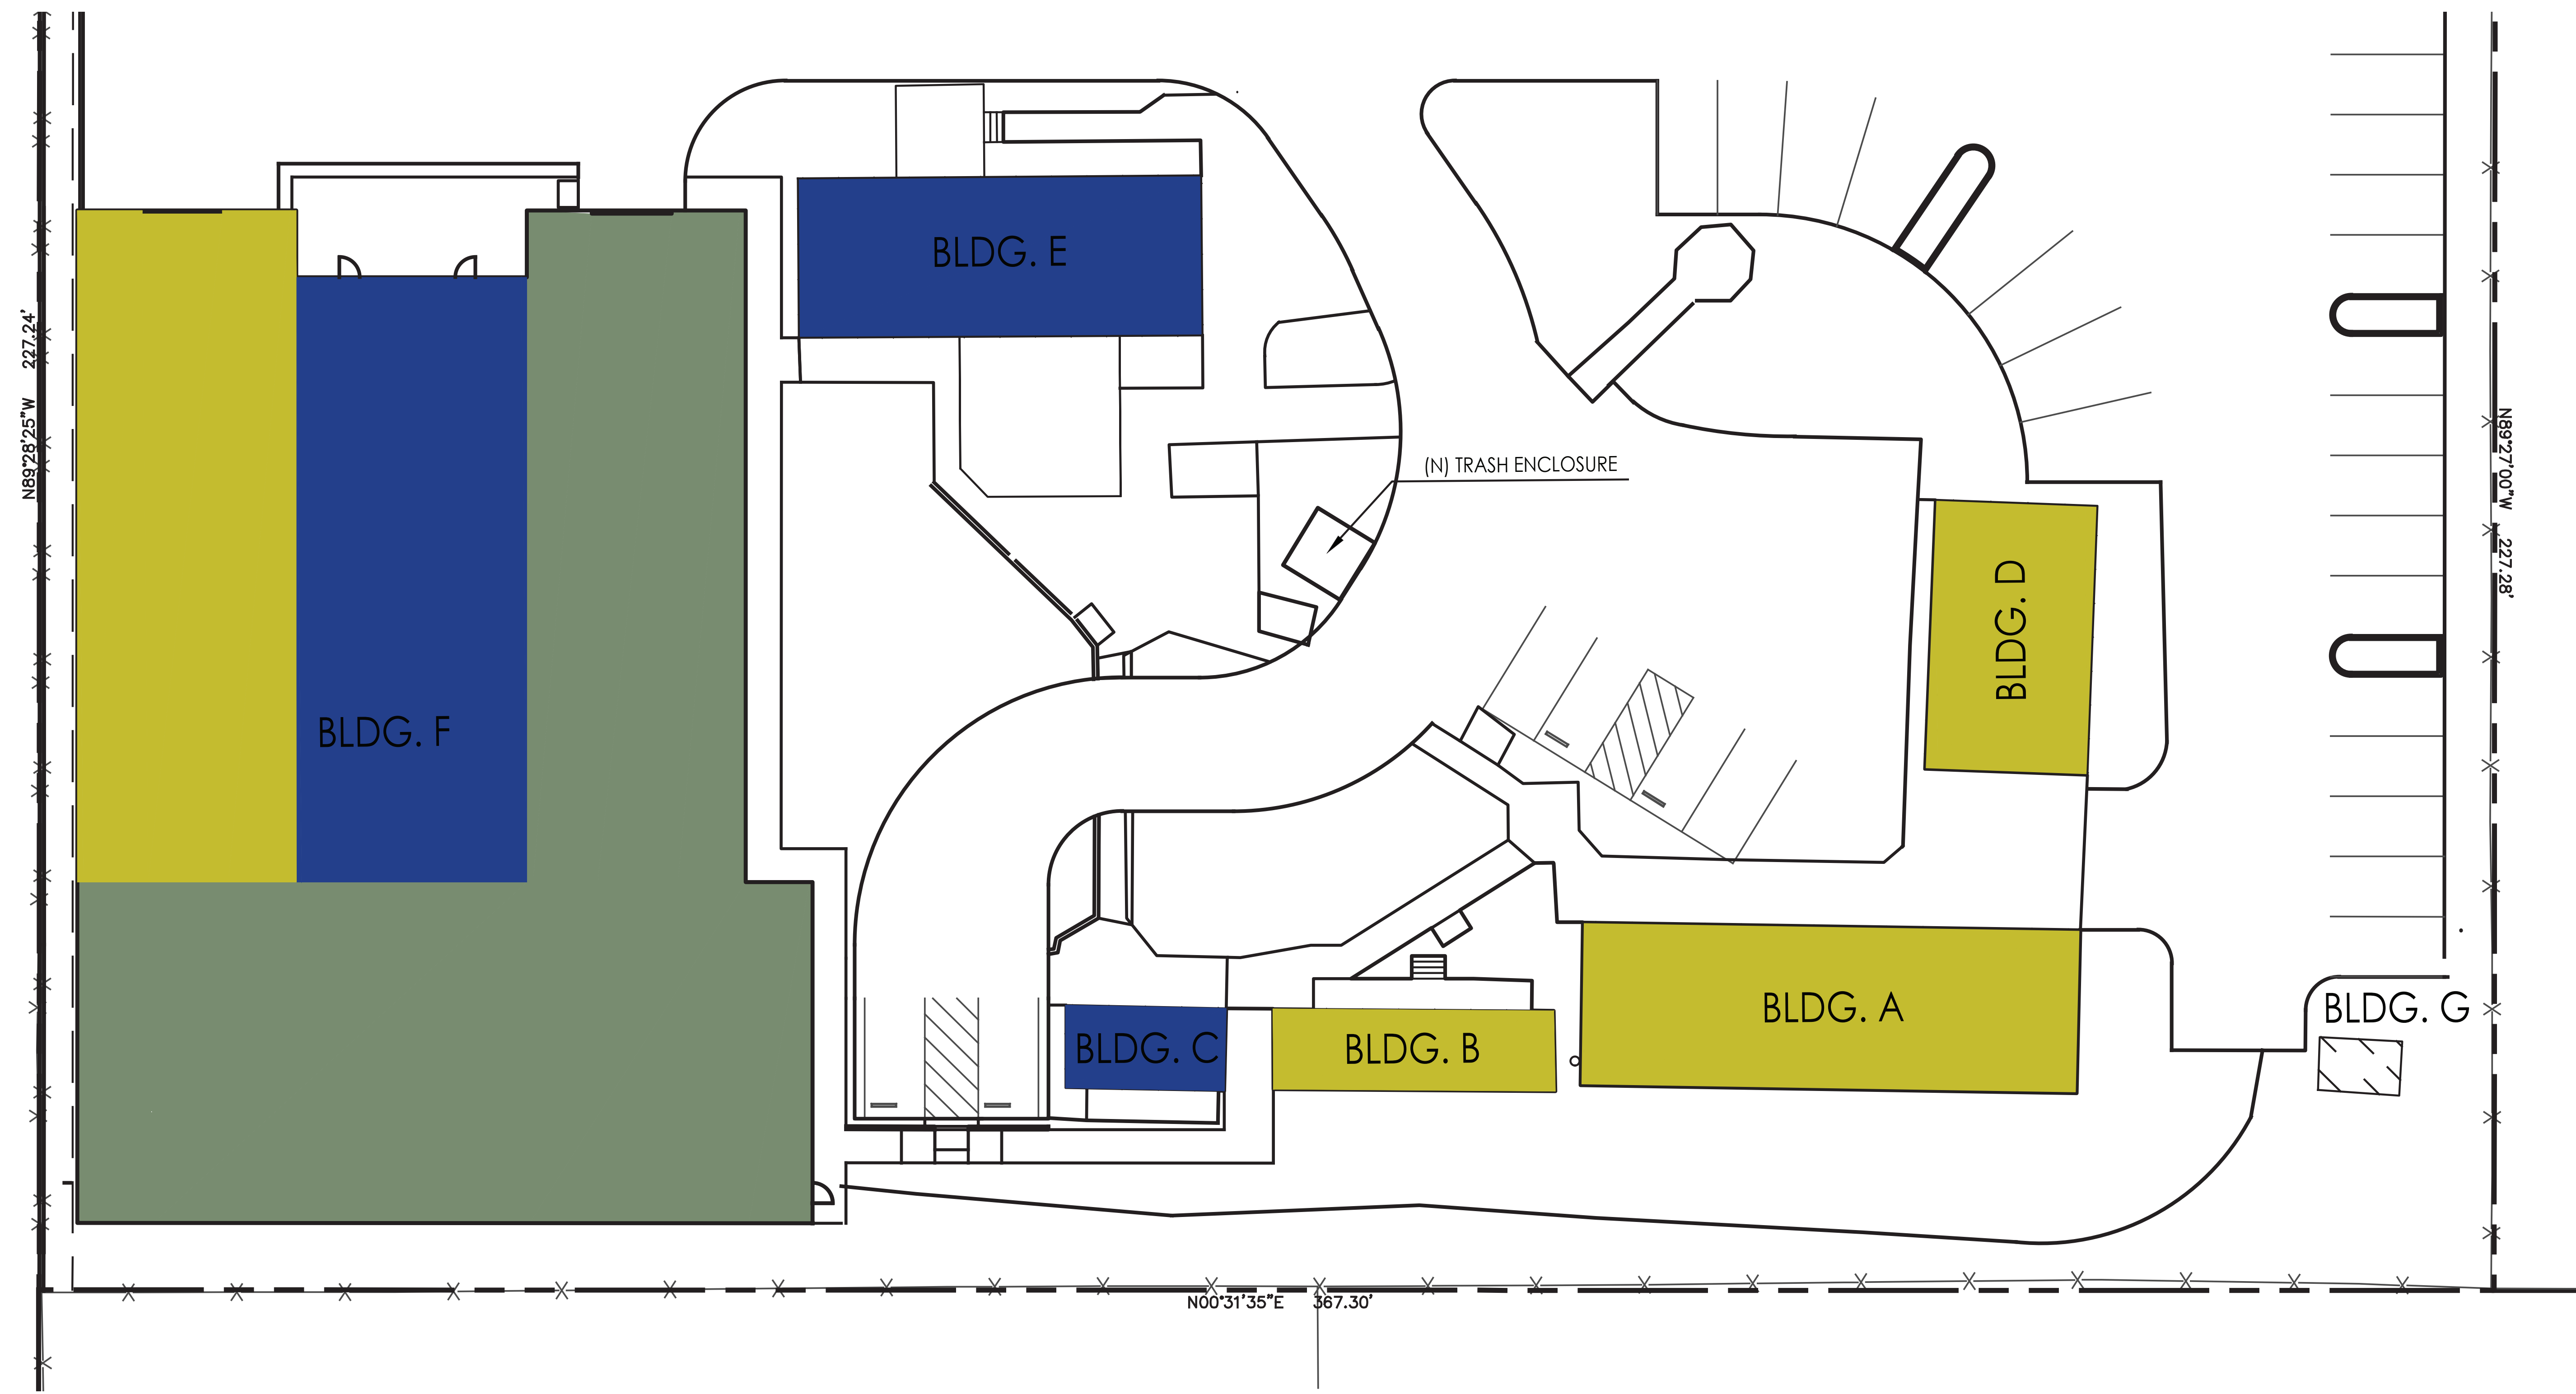 BLDG. E
N89°28'25"W 227.24'
N89°27'00"W 227.28'
(N) TRASH ENCLOSURE
BLDG. D
BLDG. F
BLDG. A
BLDG. G
BLDG. C
BLDG. B
N00°31'35"E 367.30'